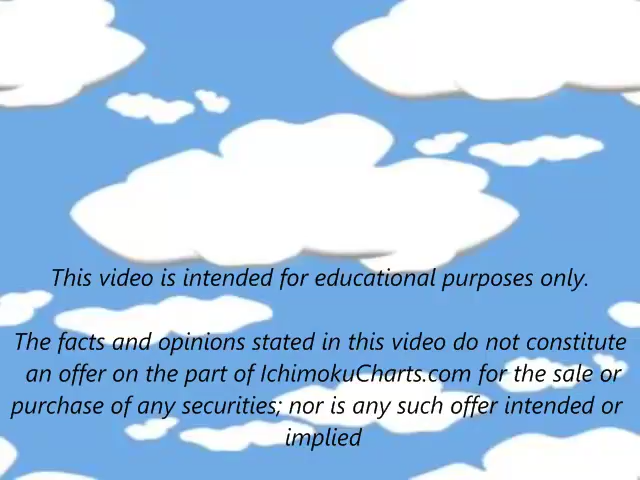 This video is intended for educational purposes only.
The facts and opinions stated in this video do not constitute
an offer on the part of IchimokuCharts.com for the sale or
purchase of any securities; nor is any such offer intended or
implied